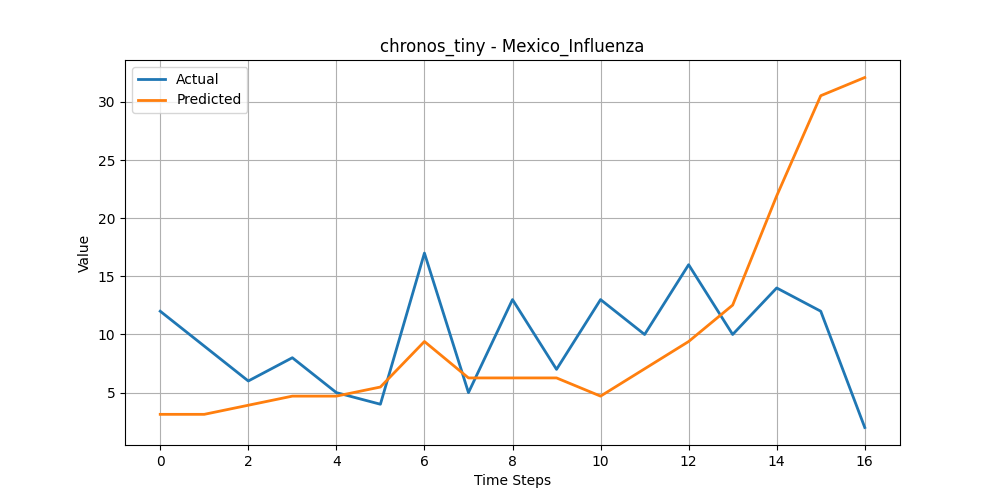 chronos_tiny - Mexico_Influenza
Actual
Predicted
30
25
20
15
10
5
Value
0 2 4 6 8 10 12 14 16
Time Steps